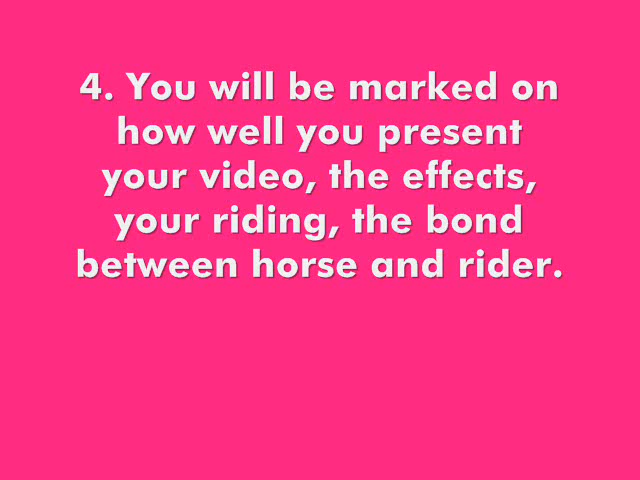 4. You will be marked on
how well you present
your video, the effects,
your riding, the bond
between horse and rider.